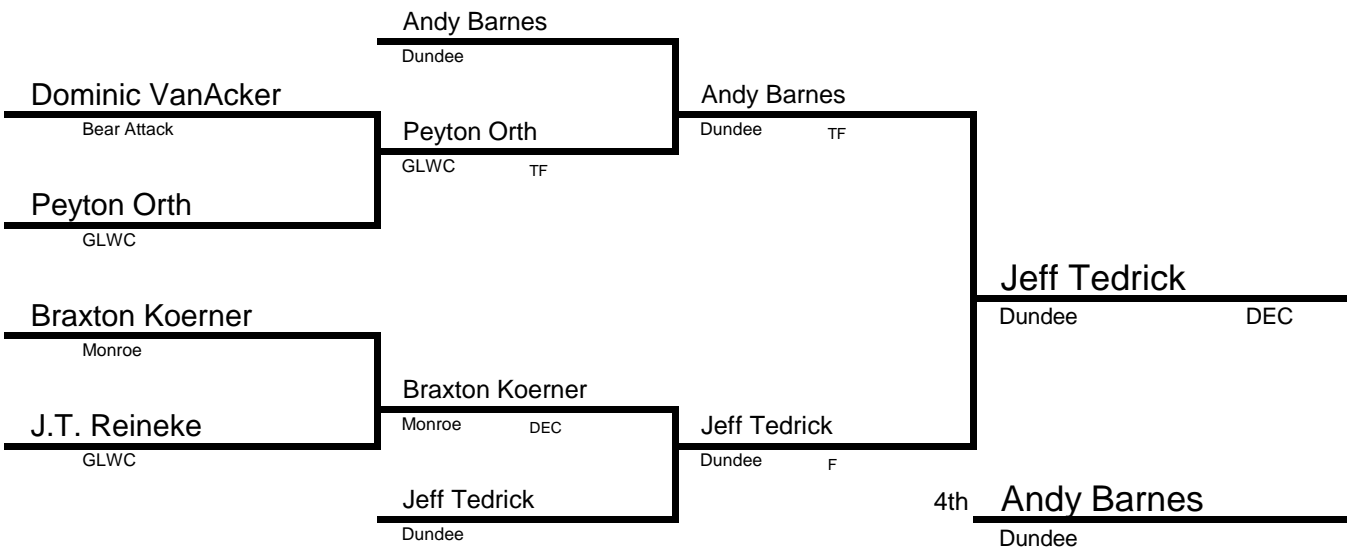 Andy Barnes
Dundee
Dominic VanAcker
Bear Attack
Andy Barnes
Dundee TF
Peyton Orth
GLWC TF
Peyton Orth
GLWC
Jeff Tedrick
Dundee DEC
Braxton Koerner
Monroe
Braxton Koerner
Monroe DEC
J.T. Reineke
GLWC
Jeff Tedrick
Dundee F
Jeff Tedrick
Dundee
4th Andy Barnes
Dundee